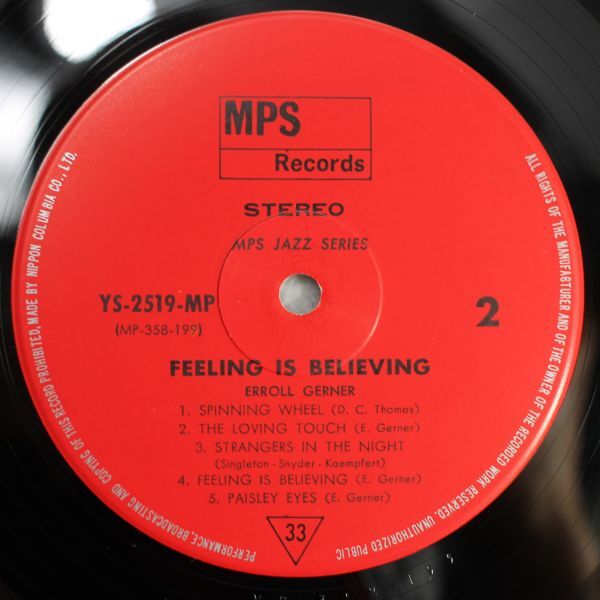 MPS
Records
STEREO
MPS JAZZ SERIES
YS-2519-MP
(MP-358-199)
2
FEELING IS BELIEVING
ERROLL GERNER
1. SPINNING WHEEL (D. C. Thomas)
2. THE LOVING TOUCH (E. Gerner)
3. STRANGERS IN THE NIGHT
(Singleton - Snyder - Kaempfert)
4. FEELING IS BELIEVING (E. Gerner)
5. PAISLEY EYES (E. Gerner)
33
ALL RIGHTS OF THE MANUFACTURER AND OF THE OWNER OF THE RECORDED WORK RESERVED. UNAUTHORIZED PUBLIC
PERFORMANCE, BROADCASTING AND COPYING OF THIS RECORD PROHIBITED, MADE BY NIPPON COLUMBIA CO., LTD.